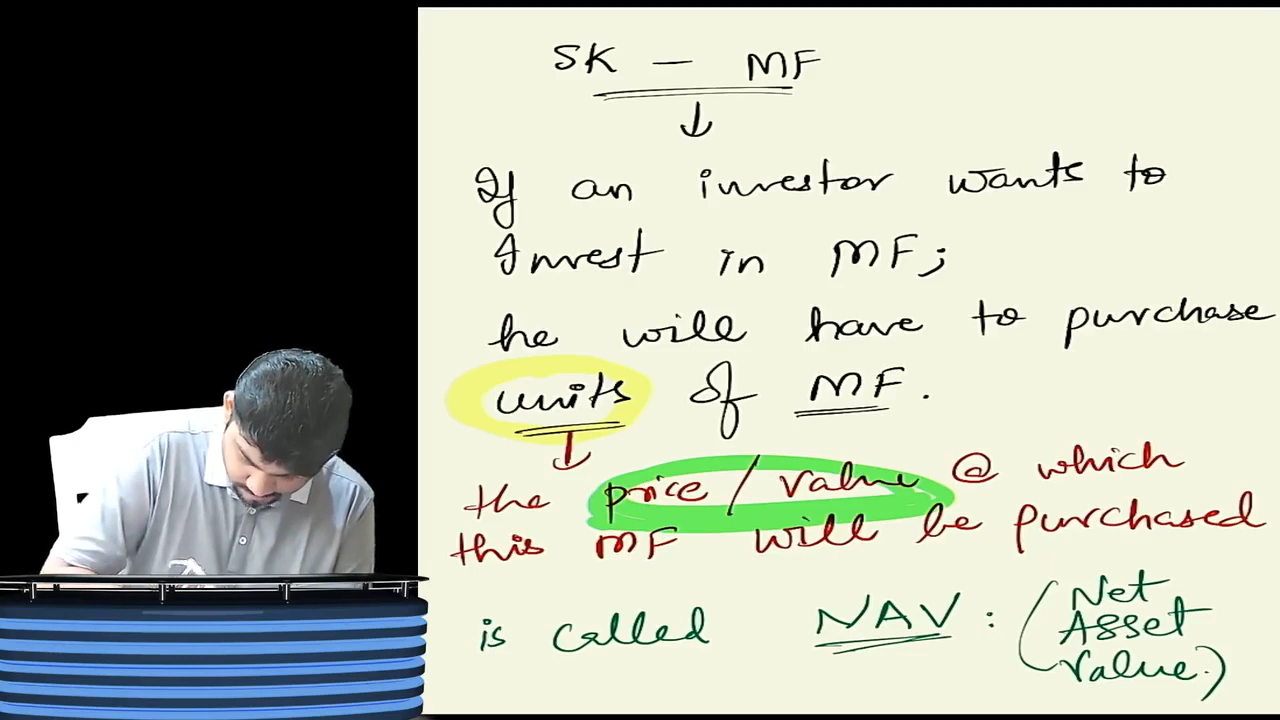 SK - MF
If an investor wants to
Invest in MF;
he will have to purchase
units of MF.
the price / value @ which
this MF will be purchased
is called NAV : (Net
Asset
Value.)